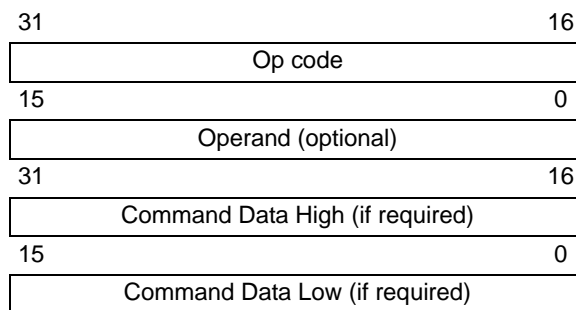 31 16
Op code
15 0
Operand (optional)
31 16
Command Data High (if required)
15 0
Command Data Low (if required)